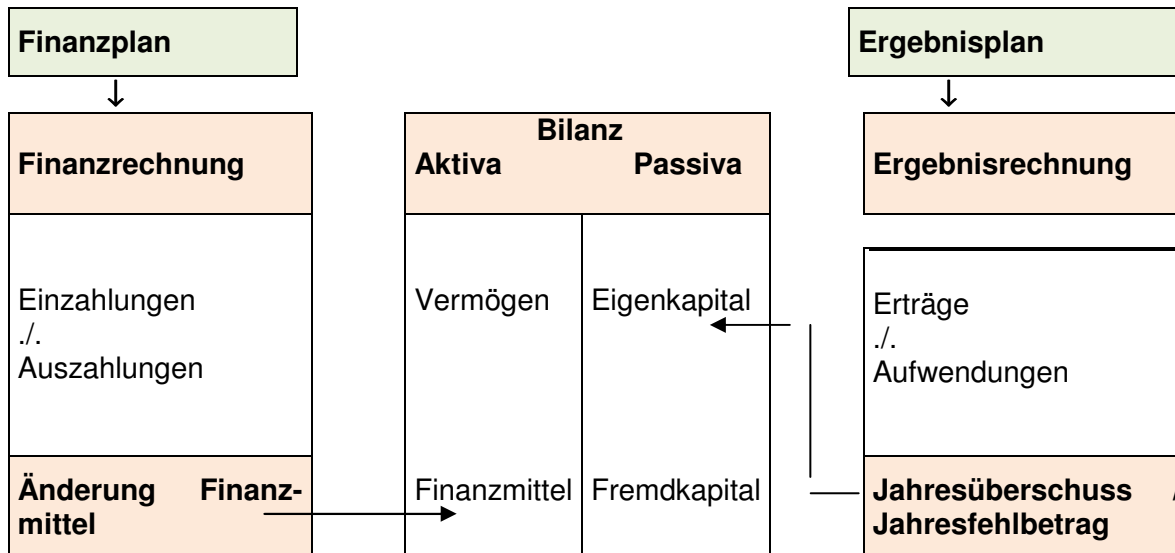 Finanzplan
Ergebnisplan
Finanzrechnung
Bilanz
Aktiva Passiva
Ergebnisrechnung
Einzahlungen
./.
Auszahlungen
Vermögen
Eigenkapital
Erträge
./.
Aufwendungen
Änderung Finanz-
mittel
Finanzmittel
Fremdkapital
Jahresüberschuss
Jahresfehlbetrag